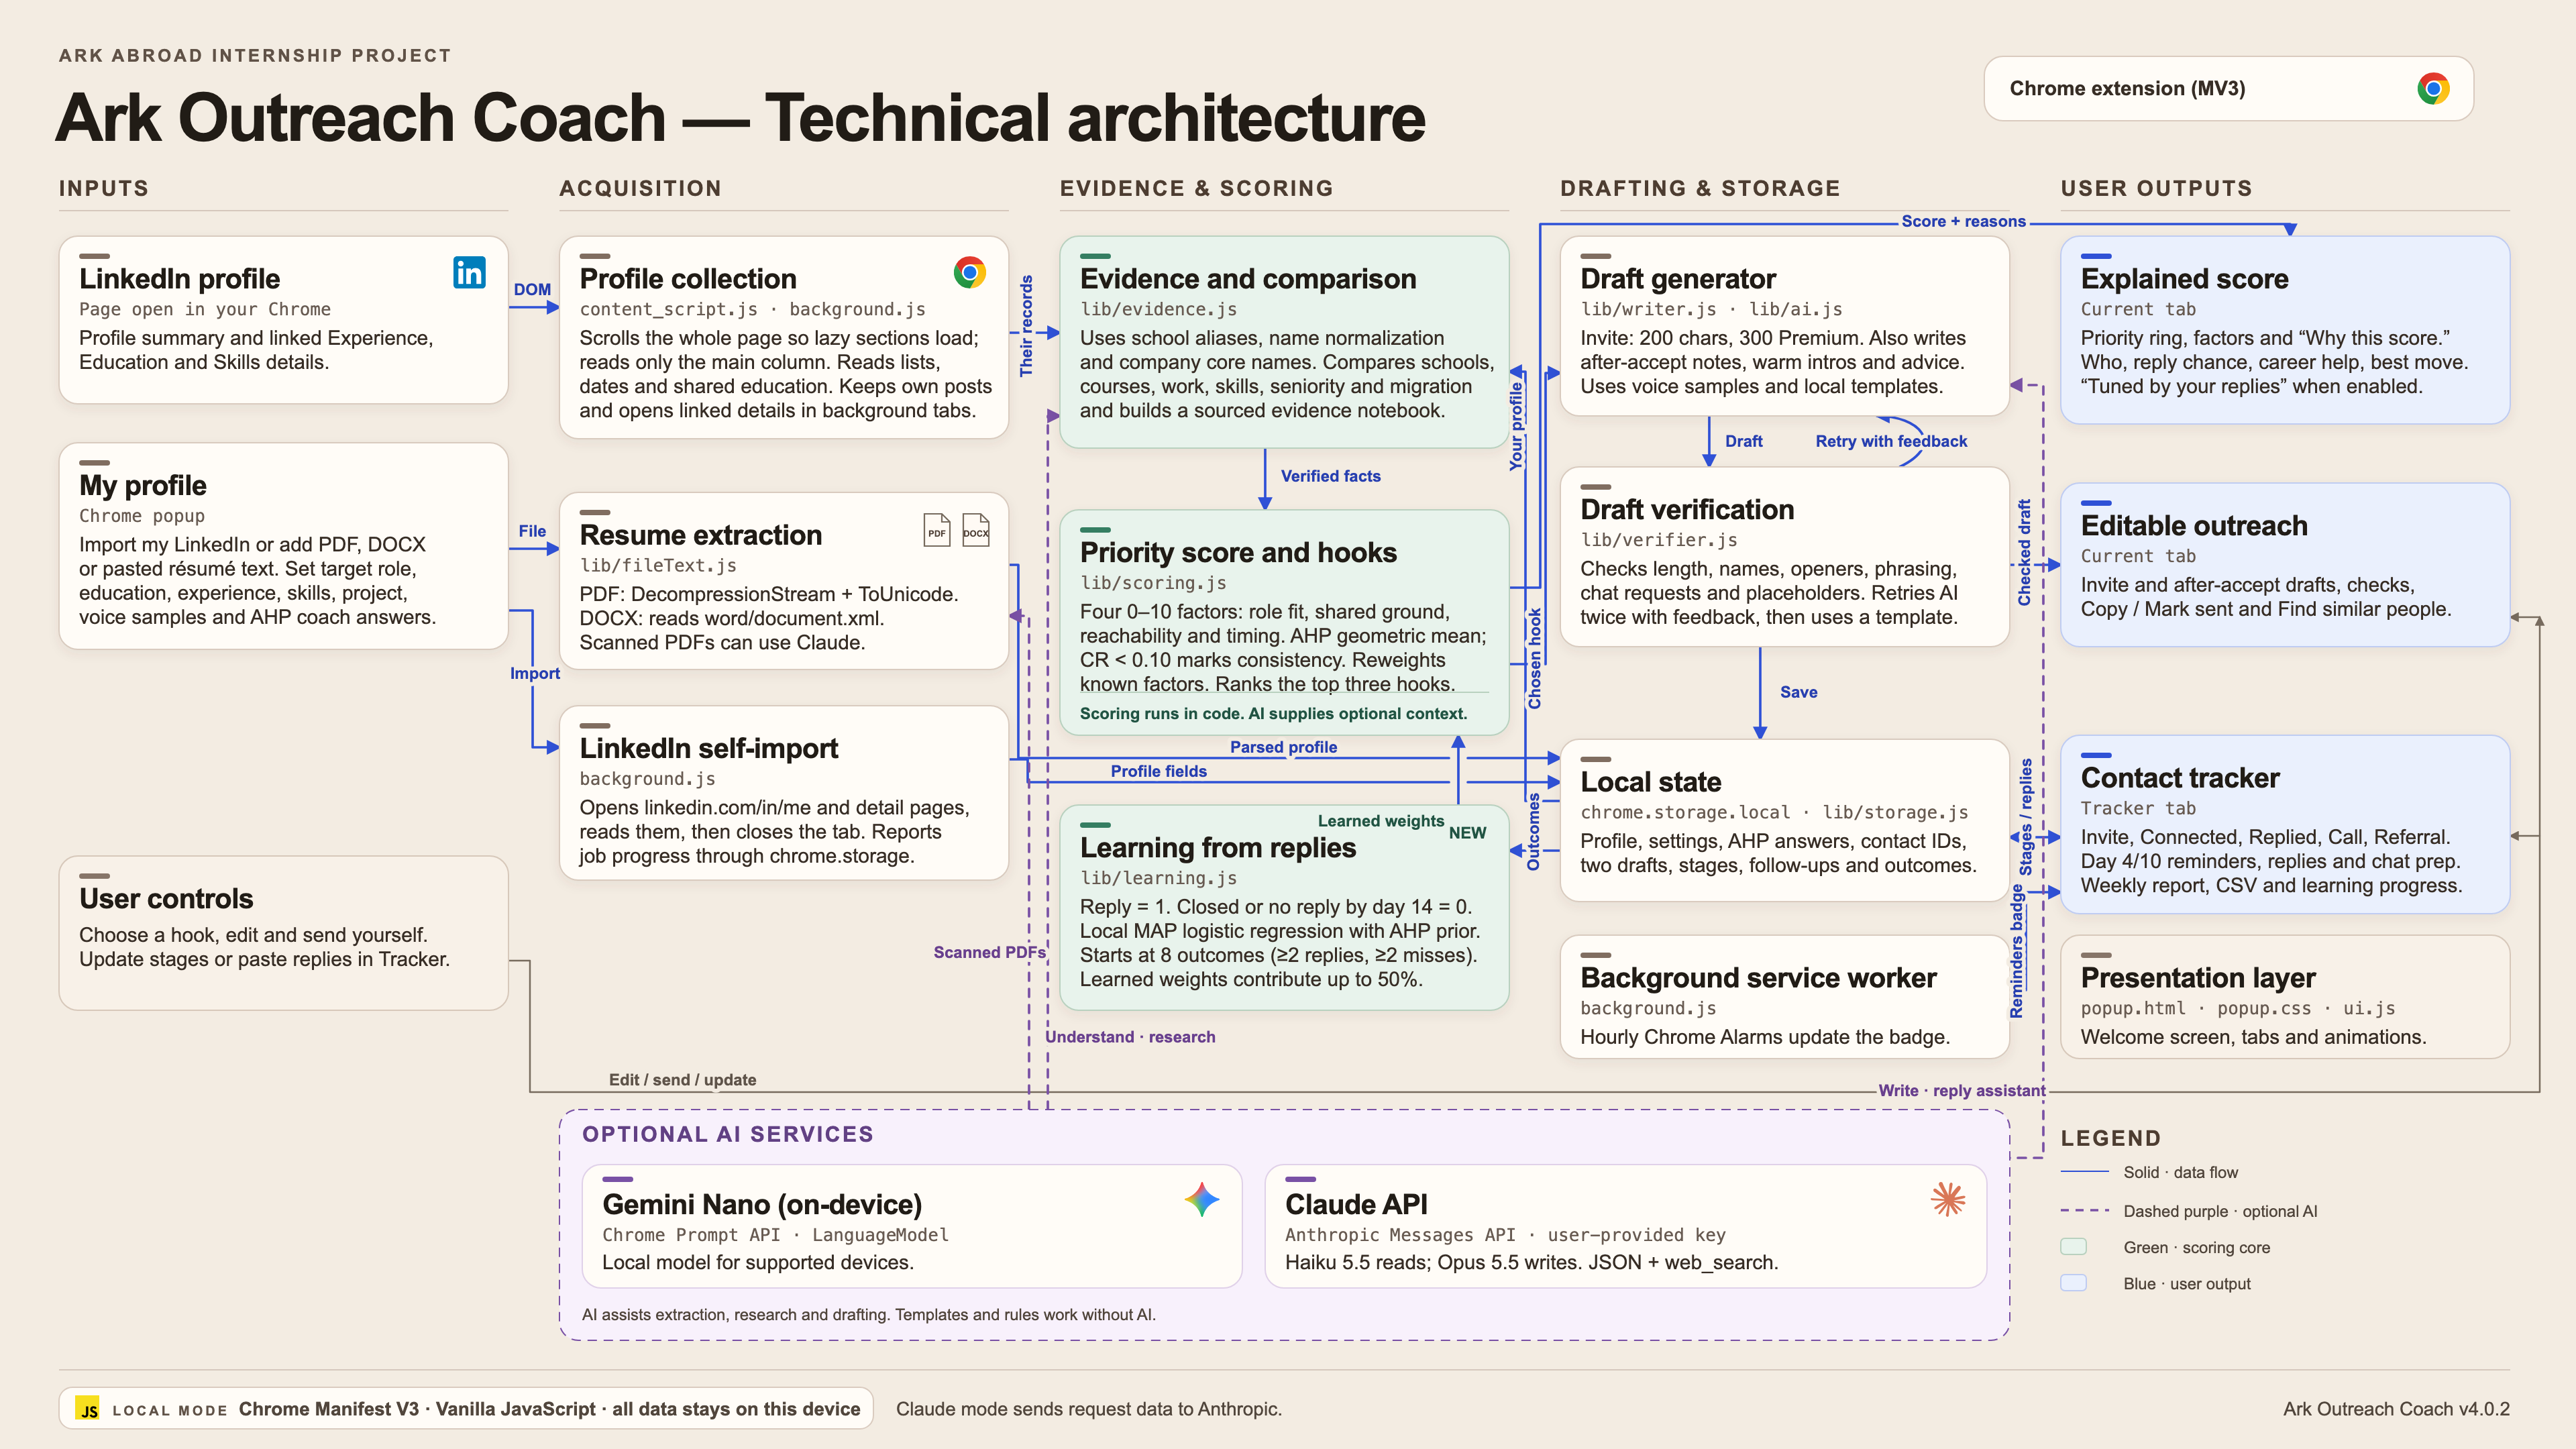 ARK ABROAD INTERNSHIP PROJECT
Ark Outreach Coach — Technical architecture
Chrome extension (MV3)
INPUTS
LinkedIn profile
in
Page open in your Chrome
Profile summary and linked Experience,
Education and Skills details.
My profile
Chrome popup
Import my LinkedIn or add PDF, DOCX
or pasted résumé text. Set target role,
education, experience, skills, project,
voice samples and AHP coach answers.
User controls
Choose a hook, edit and send yourself.
Update stages or paste replies in Tracker.
DOM
File
Import
Edit / send / update
ACQUISITION
Profile collection
content_script.js · background.js
Scrolls the whole page so lazy sections load;
reads only the main column. Reads lists,
dates and shared education. Keeps own posts
and opens linked details in background tabs.
Resume extraction
PDF
DOCX
lib/fileText.js
PDF: DecompressionStream + ToUnicode.
DOCX: reads word/document.xml.
Scanned PDFs can use Claude.
LinkedIn self-import
background.js
Opens linkedin.com/in/me and detail pages,
reads them, then closes the tab. Reports
job progress through chrome.storage.
Their records
Scanned PDFs
Understand · research
EVIDENCE & SCORING
Evidence and comparison
lib/evidence.js
Uses school aliases, name normalization
and company core names. Compares schools,
courses, work, skills, seniority and migration
and builds a sourced evidence notebook.
Verified facts
Priority score and hooks
lib/scoring.js
Four 0–10 factors: role fit, shared ground,
reachability and timing. AHP geometric mean;
CR < 0.10 marks consistency. Reweights
known factors. Ranks the top three hooks.
Scoring runs in code. AI supplies optional context.
Parsed profile
Profile fields
Learned weights
NEW
Learning from replies
lib/learning.js
Reply = 1. Closed or no reply by day 14 = 0.
Local MAP logistic regression with AHP prior.
Starts at 8 outcomes (≥2 replies, ≥2 misses).
Learned weights contribute up to 50%.
Your profile
Chosen hook
Outcomes
DRAFTING & STORAGE
Score + reasons
Draft generator
lib/writer.js · lib/ai.js
Invite: 200 chars, 300 Premium. Also writes
after-accept notes, warm intros and advice.
Uses voice samples and local templates.
Draft
Retry with feedback
Draft verification
lib/verifier.js
Checks length, names, openers, phrasing,
chat requests and placeholders. Retries AI
twice with feedback, then uses a template.
Save
Local state
chrome.storage.local · lib/storage.js
Profile, settings, AHP answers, contact IDs,
two drafts, stages, follow-ups and outcomes.
Background service worker
background.js
Hourly Chrome Alarms update the badge.
Checked draft
Stages / replies
Reminders badge
Write · reply assistant
USER OUTPUTS
Explained score
Current tab
Priority ring, factors and “Why this score.”
Who, reply chance, career help, best move.
“Tuned by your replies” when enabled.
Editable outreach
Current tab
Invite and after-accept drafts, checks,
Copy / Mark sent and Find similar people.
Contact tracker
Tracker tab
Invite, Connected, Replied, Call, Referral.
Day 4/10 reminders, replies and chat prep.
Weekly report, CSV and learning progress.
Presentation layer
popup.html · popup.css · ui.js
Welcome screen, tabs and animations.
OPTIONAL AI SERVICES
Gemini Nano (on-device)
Chrome Prompt API · LanguageModel
Local model for supported devices.
Claude API
Anthropic Messages API · user-provided key
Haiku 5.5 reads; Opus 5.5 writes. JSON + web_search.
AI assists extraction, research and drafting. Templates and rules work without AI.
LEGEND
Solid · data flow
Dashed purple · optional AI
Green · scoring core
Blue · user output
JS LOCAL MODE Chrome Manifest V3 · Vanilla JavaScript · all data stays on this device
Claude mode sends request data to Anthropic.
Ark Outreach Coach v4.0.2